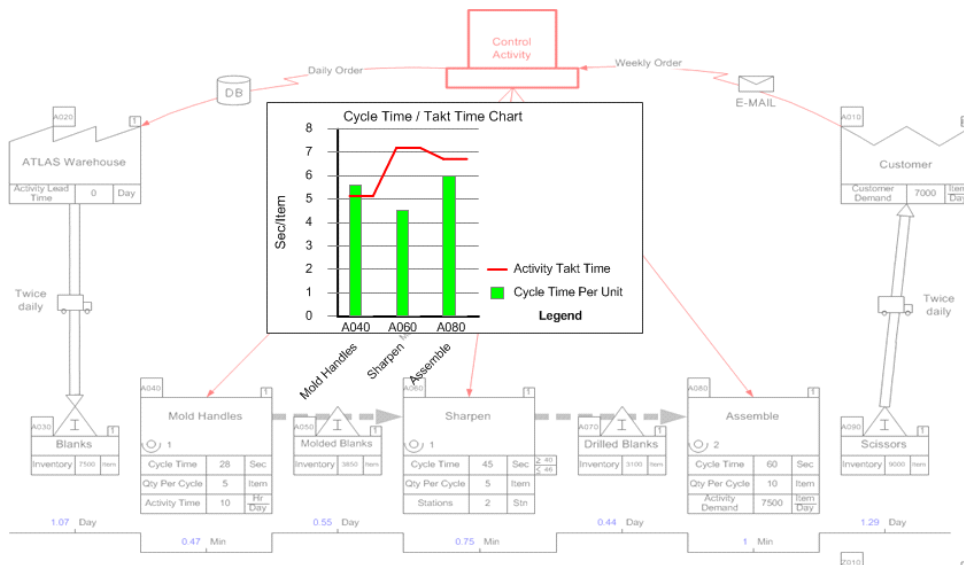 Control
Activity
Daily Order
Weekly Order
DB
E-MAIL
A020
1
ATLAS Warehouse
Activity Lead
Time
0
Day
A010
Customer
Customer
Demand
7000
Item
Day
Cycle Time / Takt Time Chart
8
7
6
5
4
3
2
1
0
Sec/Item
A040
A060
A080
Mold Handles
Sharpen
Assemble
Activity Takt Time
Cycle Time Per Unit
Legend
Twice
daily
Twice
daily
A030
1
I
Blanks
Inventory
7500
Item
A040
1
Mold Handles
1
Cycle Time
28
Sec
Qty Per Cycle
5
Item
Activity Time
10
Hr
Day
A050
1
I
Molded Blanks
Inventory
3850
Item
A060
1
Sharpen
1
Cycle Time
45
Sec
≥ 40
≤ 46
Qty Per Cycle
5
Item
Stations
2
Stn
A070
1
I
Drilled Blanks
Inventory
3100
Item
A080
1
Assemble
2
Cycle Time
60
Sec
Qty Per Cycle
10
Item
Activity
Demand
7500
Item
Day
A090
1
I
Scissors
Inventory
9000
Item
1.07 Day
0.55 Day
0.44 Day
1.29 Day
0.47 Min
0.75 Min
1 Min
Z010